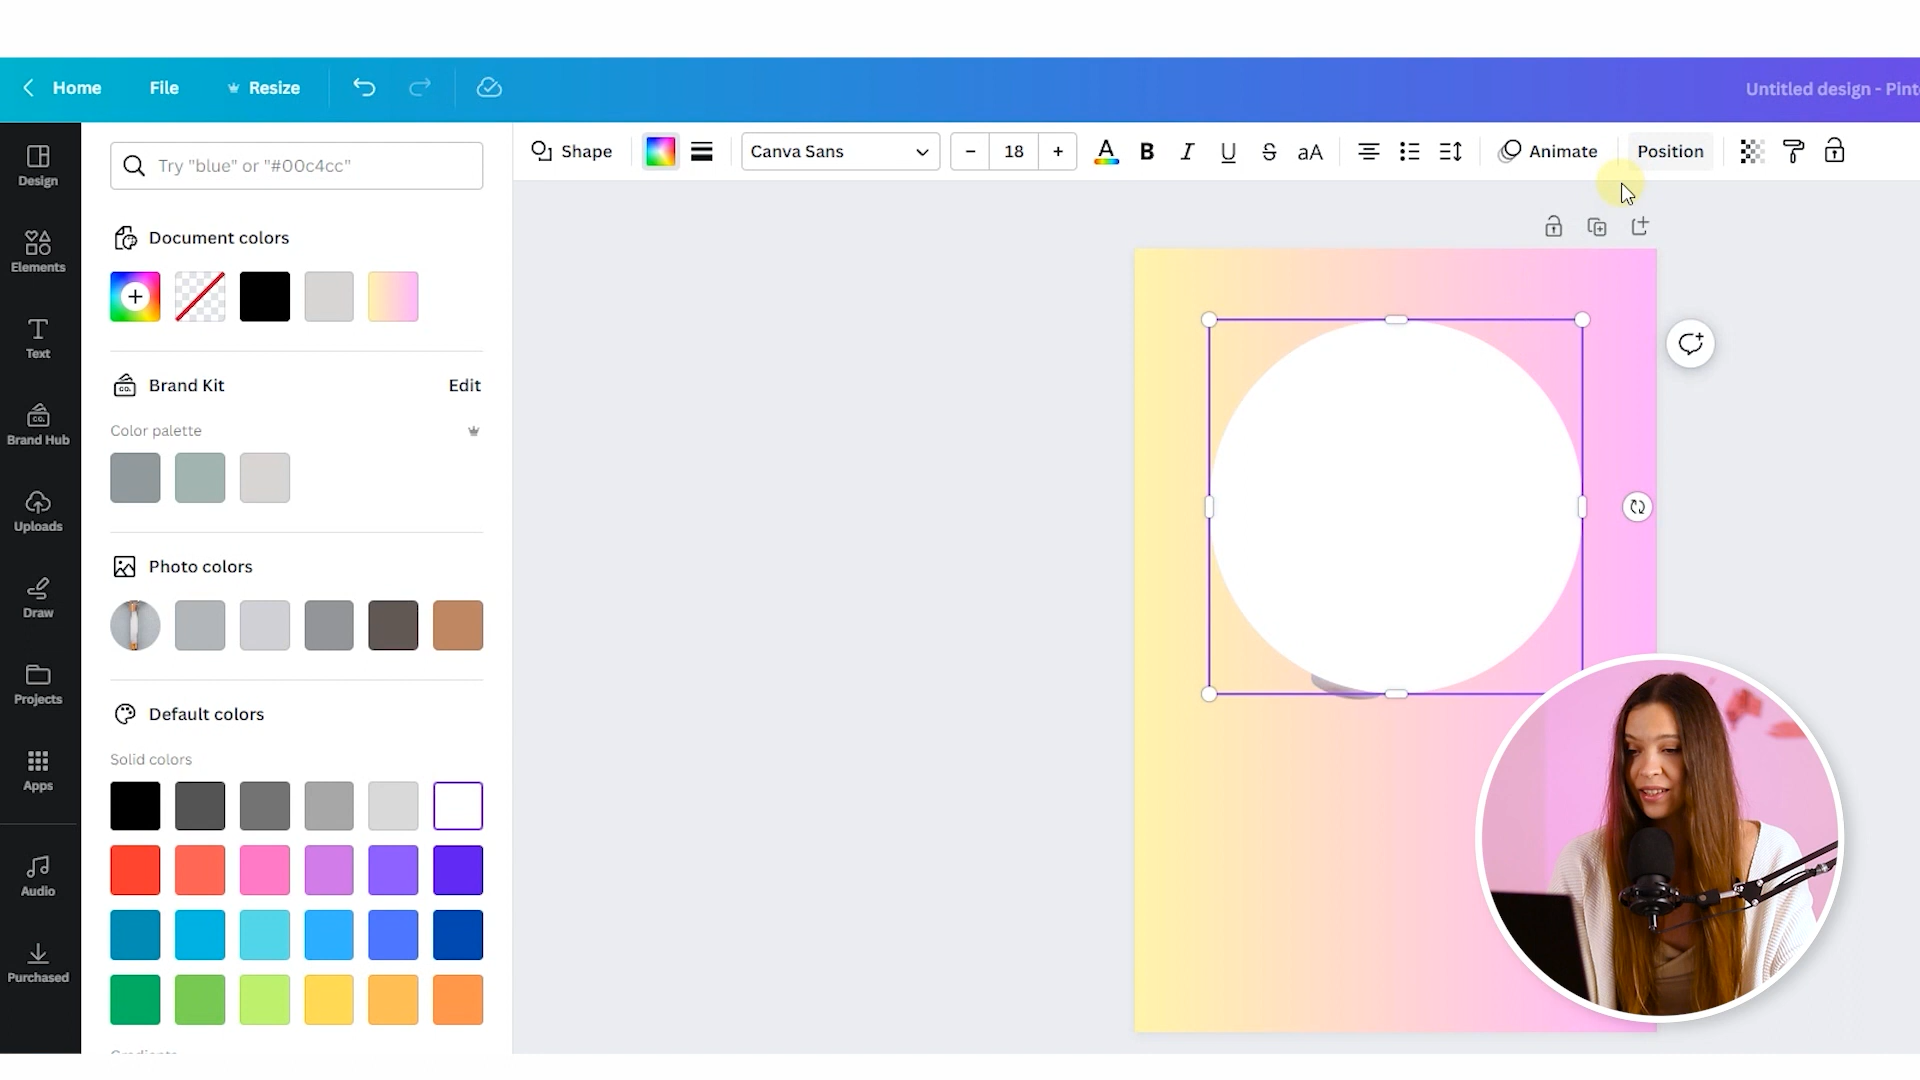 Home File Resize Untitled design - Pint
Design
Elements
Text
Brand Hub
Uploads
Draw
Projects
Apps
Audio
Purchased
Try "blue" or "#00c4cc"
Document colors
Brand Kit Edit
Color palette
Photo colors
Default colors
Solid colors
Shape Canva Sans - 18 + A B I U S aA Animate Position